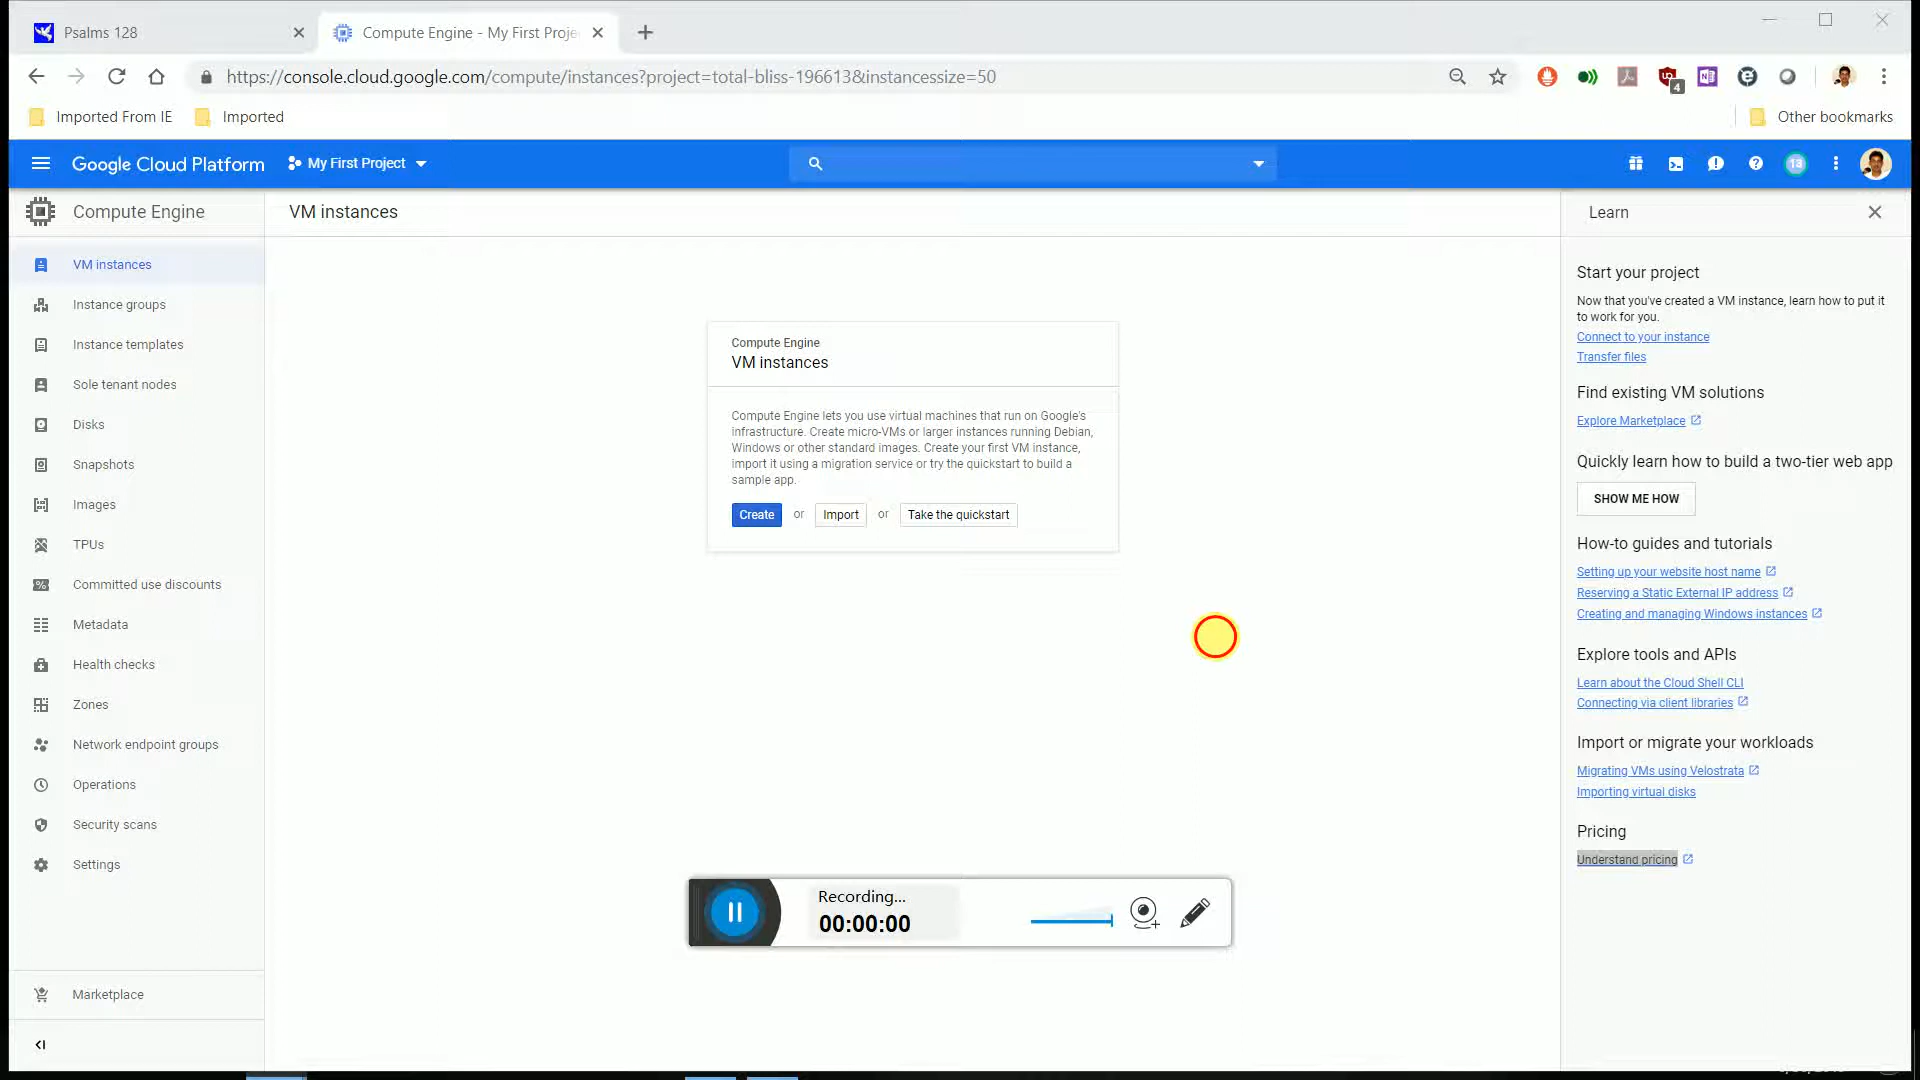 Psalms 128
Compute Engine - My First Proje
https://console.cloud.google.com/compute/instances?project=total-bliss-196613&instancessize=50
4
Imported From IE
Imported
Other bookmarks
Google Cloud Platform
My First Project
13
Compute Engine
VM instances
Learn
VM instances
Instance groups
Instance templates
Sole tenant nodes
Disks
Snapshots
Images
TPUs
Committed use discounts
Metadata
Health checks
Zones
Network endpoint groups
Operations
Security scans
Settings
Marketplace
Compute Engine
VM instances
Compute Engine lets you use virtual machines that run on Google's
infrastructure. Create micro-VMs or larger instances running Debian,
Windows or other standard images. Create your first VM instance,
import it using a migration service or try the quickstart to build a
sample app.
Create or Import or Take the quickstart
Recording...
00:00:00
Start your project
Now that you've created a VM instance, learn how to put it
to work for you.
Connect to your instance
Transfer files
Find existing VM solutions
Explore Marketplace
Quickly learn how to build a two-tier web app
SHOW ME HOW
How-to guides and tutorials
Setting up your website host name
Reserving a Static External IP address
Creating and managing Windows instances
Explore tools and APIs
Learn about the Cloud Shell CLI
Connecting via client libraries
Import or migrate your workloads
Migrating VMs using Velostrata
Importing virtual disks
Pricing
Understand pricing